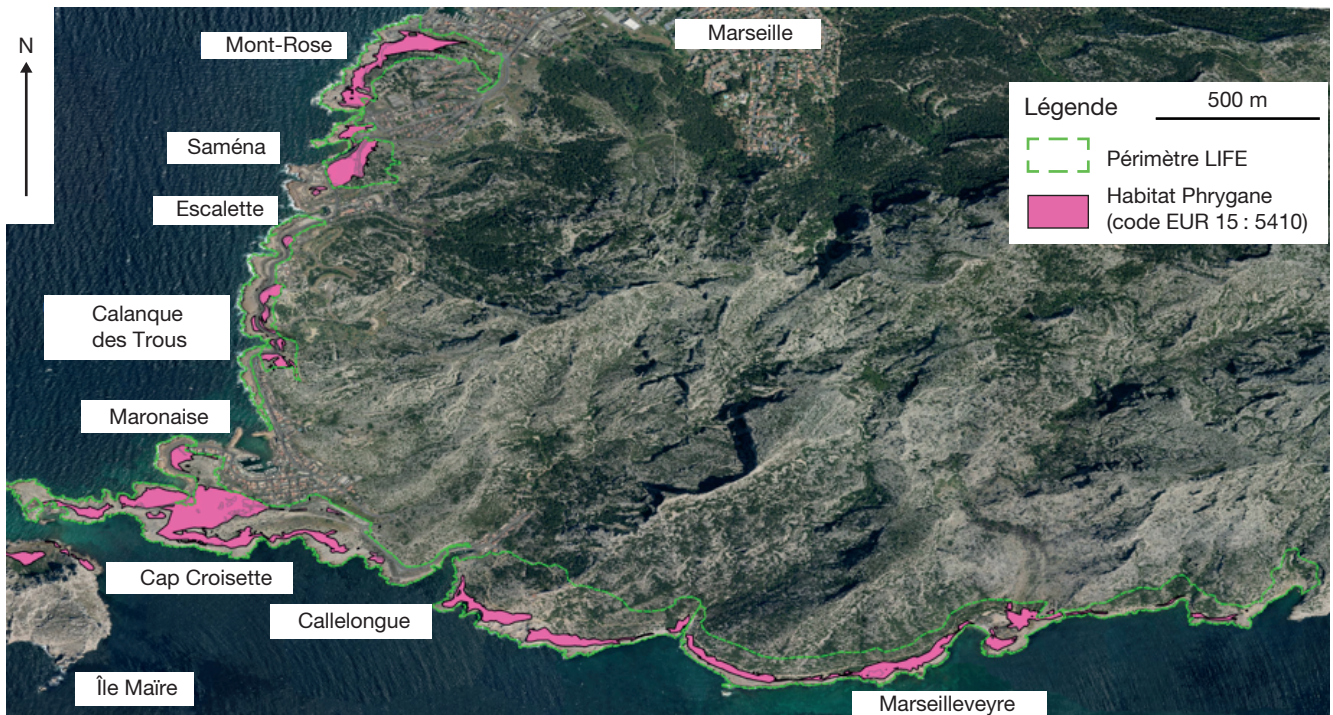 N
Mont-Rose
Marseille
Saména
Escalette
Calanque
des Trous
Maronaise
Cap Croisette
Callelongue
Île Maïre
Marseilleveyre
Légende
500 m
Périmètre LIFE
Habitat Phrygane
(code EUR 15 : 5410)